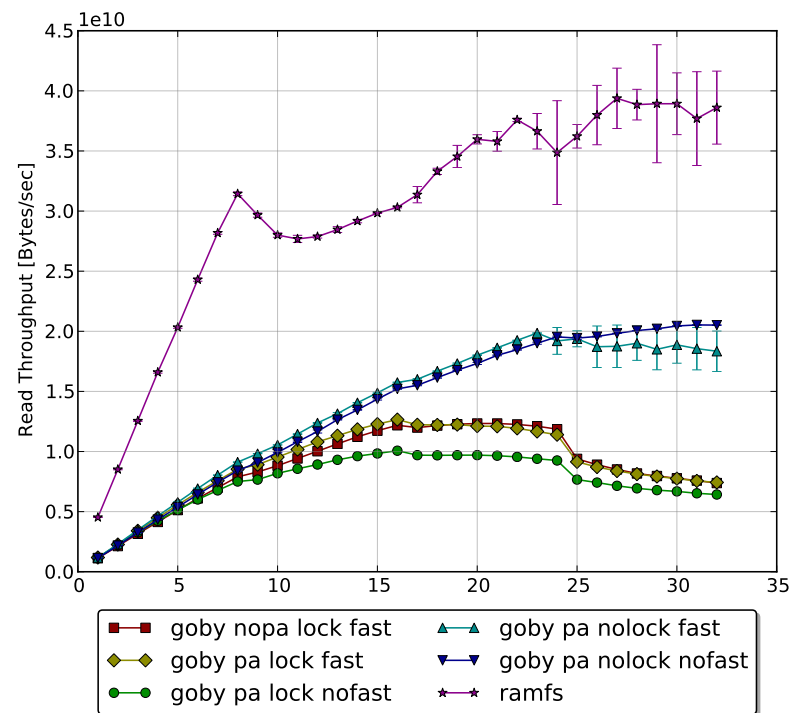 1e10
4.5
4.0
3.5
3.0
2.5
2.0
1.5
1.0
0.5
0.0
Read Throughput [Bytes/sec]
0 5 10 15 20 25 30 35
goby nopa lock fast
goby pa lock fast
goby pa lock nofast
goby pa nolock fast
goby pa nolock nofast
ramfs